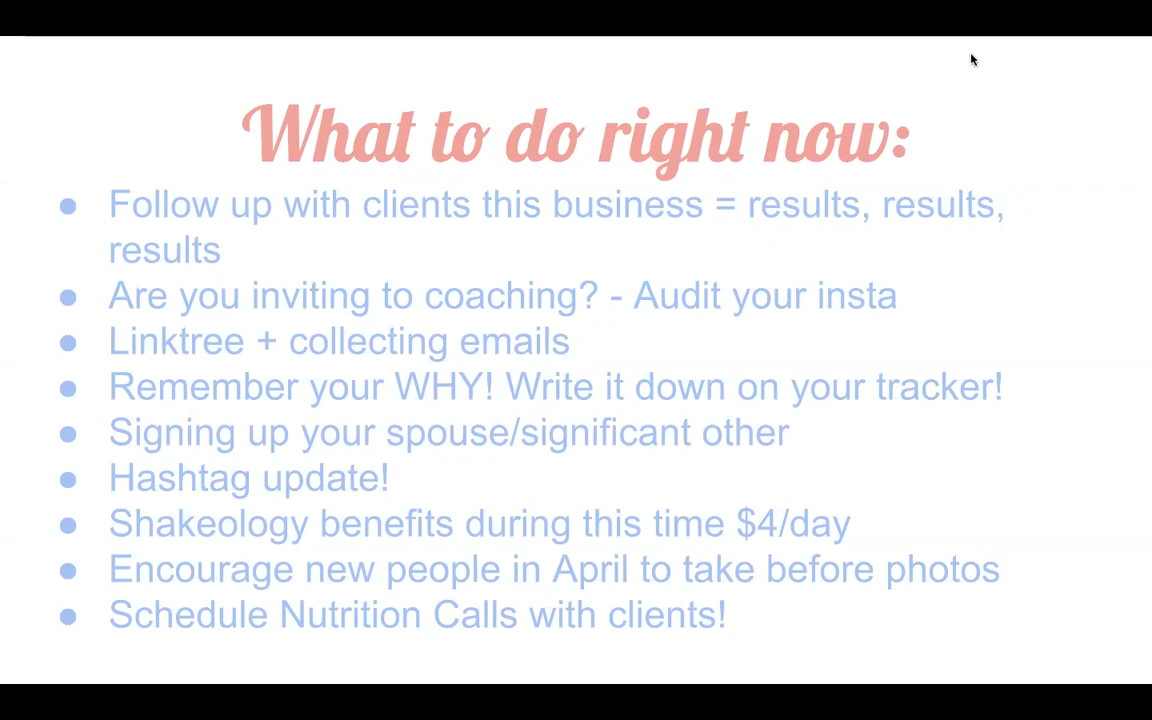 What to do right now:
● Follow up with clients this business = results, results,
results
● Are you inviting to coaching? - Audit your insta
● Linktree + collecting emails
● Remember your WHY! Write it down on your tracker!
● Signing up your spouse/significant other
● Hashtag update!
● Shakeology benefits during this time $4/day
● Encourage new people in April to take before photos
● Schedule Nutrition Calls with clients!